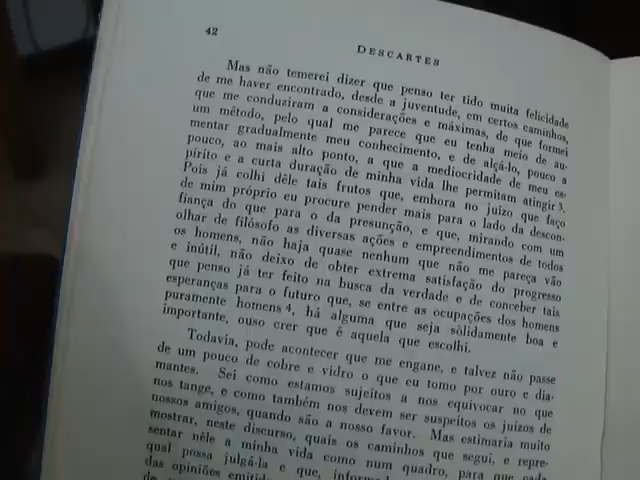 42
DESCARTES
Mas não temerei dizer que penso ter tido muita felicidade
de me haver encontrado, desde a juventude, em certos caminhos,
que me conduziram a considerações e máximas, de que formei
um método, pelo qual me parece que eu tenha meio de au-
mentar gradualmente meu conhecimento, e de alçá-lo, pouco a
pouco, ao mais alto ponto, a que a mediocridade de meu es-
pírito e a curta duração de minha vida lhe permitam atingir 3.
Pois já colhi dêle tais frutos que, embora no juízo que faço
de mim próprio eu procure pender mais para o lado da descon-
fiança do que para o da presunção, e que, mirando com um
olhar de filósofo as diversas ações e empreendimentos de todos
os homens, não haja quase nenhum que não me pareça vão
e inútil, não deixo de obter extrema satisfação do progresso
que penso já ter feito na busca da verdade e de conceber tais
esperanças para o futuro que, se entre as ocupações dos homens
puramente homens 4, há alguma que seja sòlidamente boa e
importante, ouso crer que é aquela que escolhi.
Todavia, pode acontecer que me engane, e talvez não passe
de um pouco de cobre e vidro o que eu tomo por ouro e dia-
mantes. Sei como estamos sujeitos a nos equivocar no que
nos tange, e como também nos devem ser suspeitos os juízos de
nossos amigos, quando são a nosso favor. Mas estimaria muito
mostrar, neste discurso, quais os caminhos que segui, e repre-
sentar nêle a minha vida como num quadro, para que cada
qual possa julgá-la e que,
das opiniões